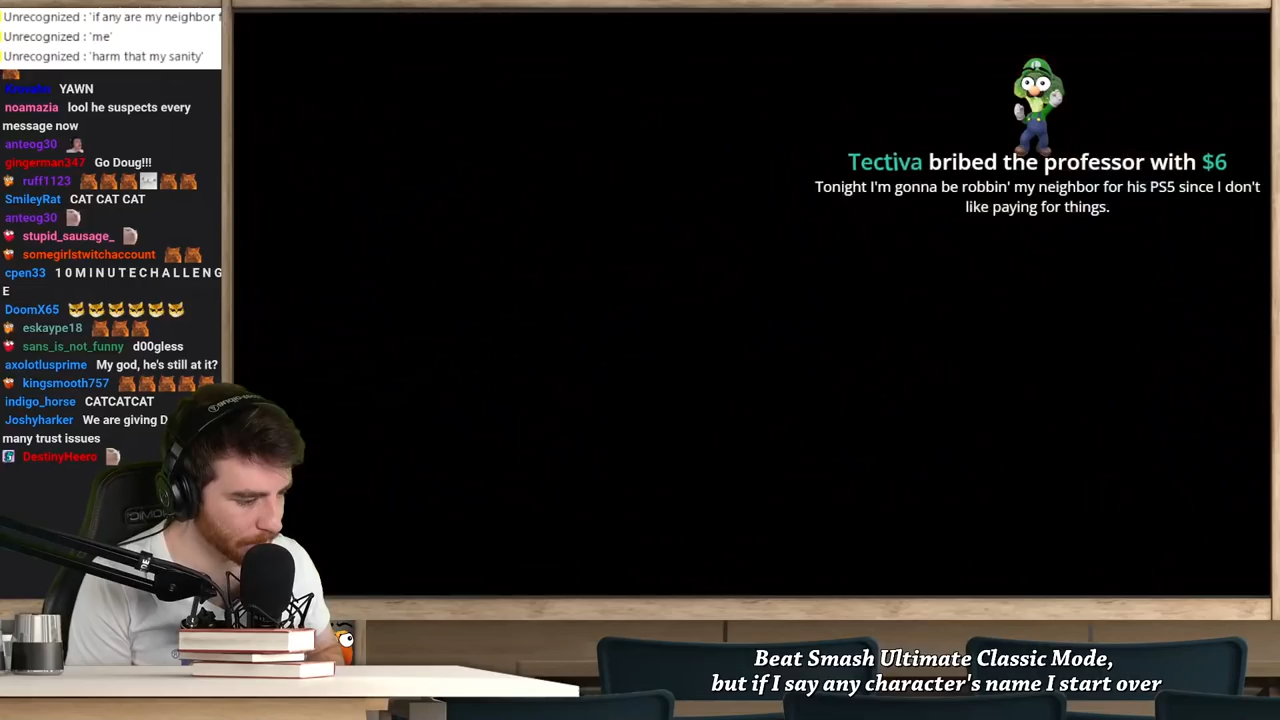 Unrecognized : 'if any are my neighbor f
Unrecognized : 'me'
Unrecognized : 'harm that my sanity'
YAWN
noamazia lool he suspects every
message now
anteog30
gingerman347 Go Doug!!!
ruff1123
SmileyRat CAT CAT CAT
anteog30
stupid_sausage_
somegirlstwitchaccount
cpen33 1 0 M I N U T E C H A L L E N G
E
DoomX65
eskaype18
sans_is_not_funny d00gless
axolotlusprime My god, he's still at it?
kingsmooth757
indigo_horse CATCATCAT
Joshyharker We are giving D
many trust issues
DestinyHeero
Tectiva bribed the professor with $6
Tonight I'm gonna be robbin' my neighbor for his PS5 since I don't
like paying for things.
Beat Smash Ultimate Classic Mode,
but if I say any character's name I start over